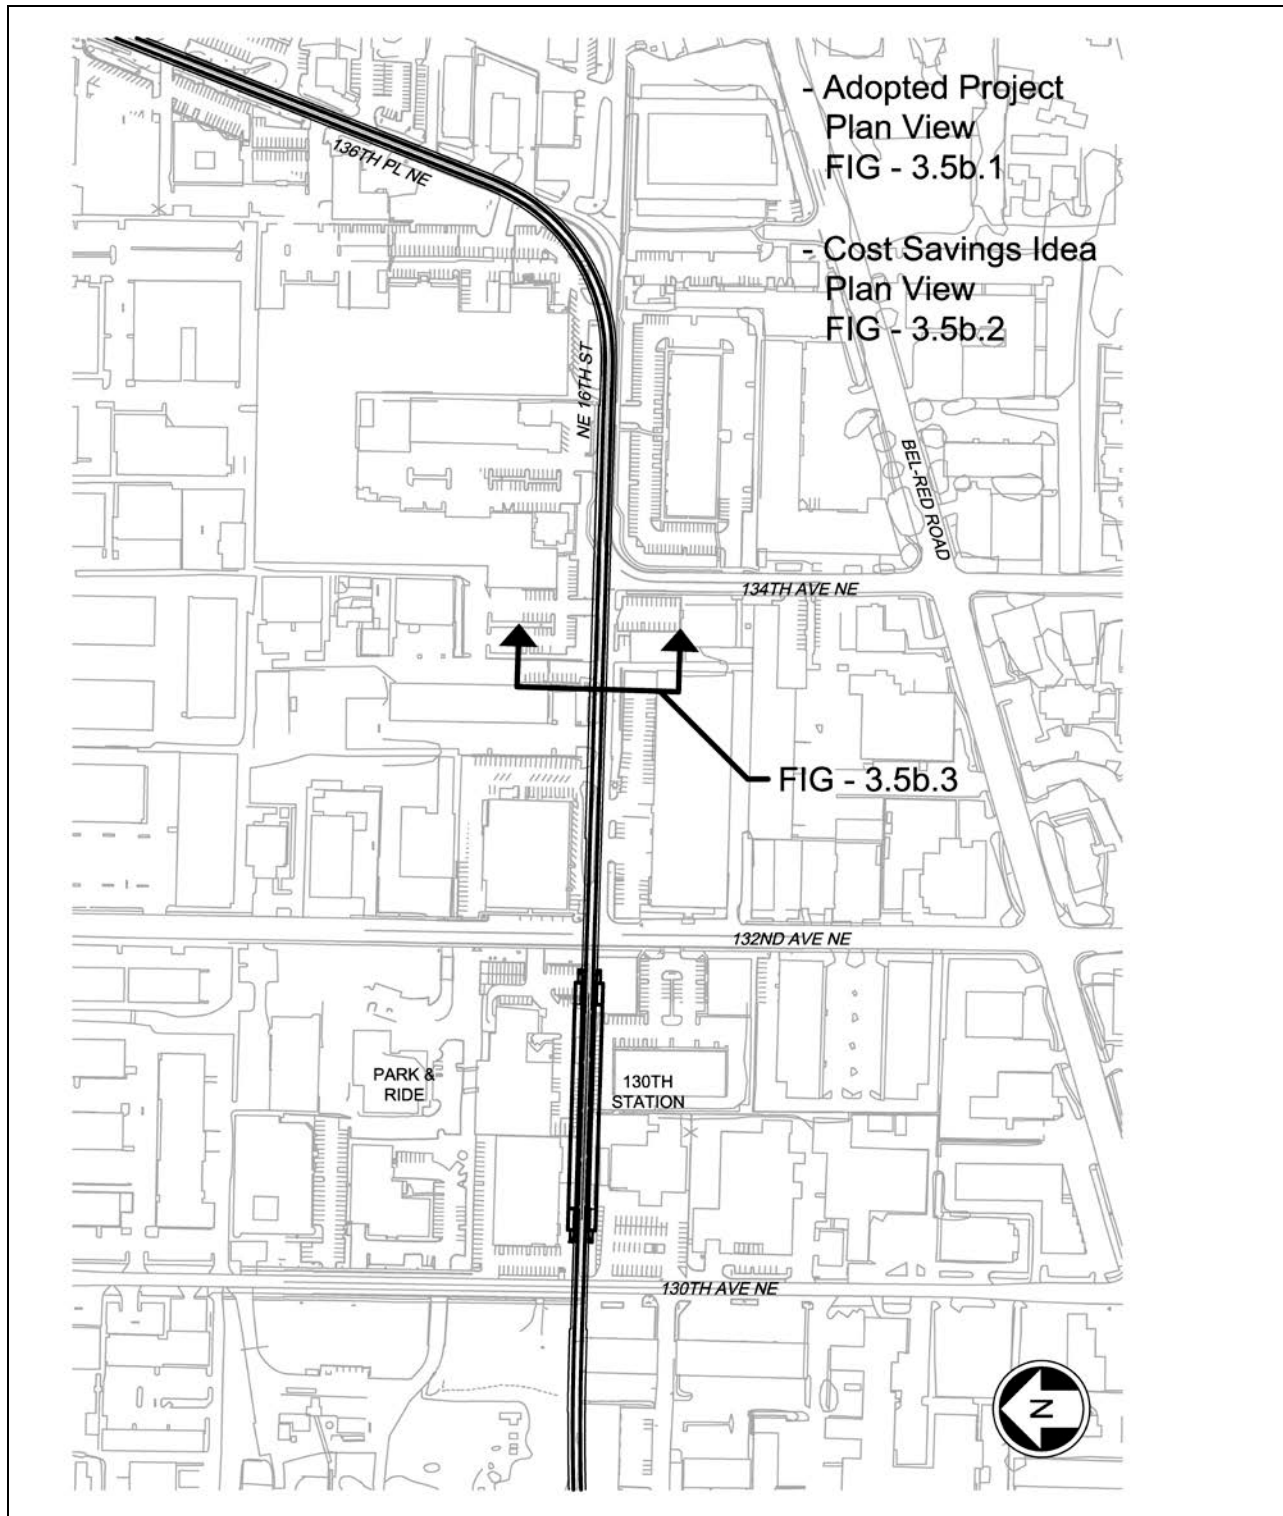 - Adopted Project
Plan View
FIG - 3.5b.1
- Cost Savings Idea
Plan View
FIG - 3.5b.2
136TH PL NE
NE 16TH ST
BEL-RED ROAD
134TH AVE NE
FIG - 3.5b.3
132ND AVE NE
PARK &
RIDE
130TH
STATION
130TH AVE NE
N